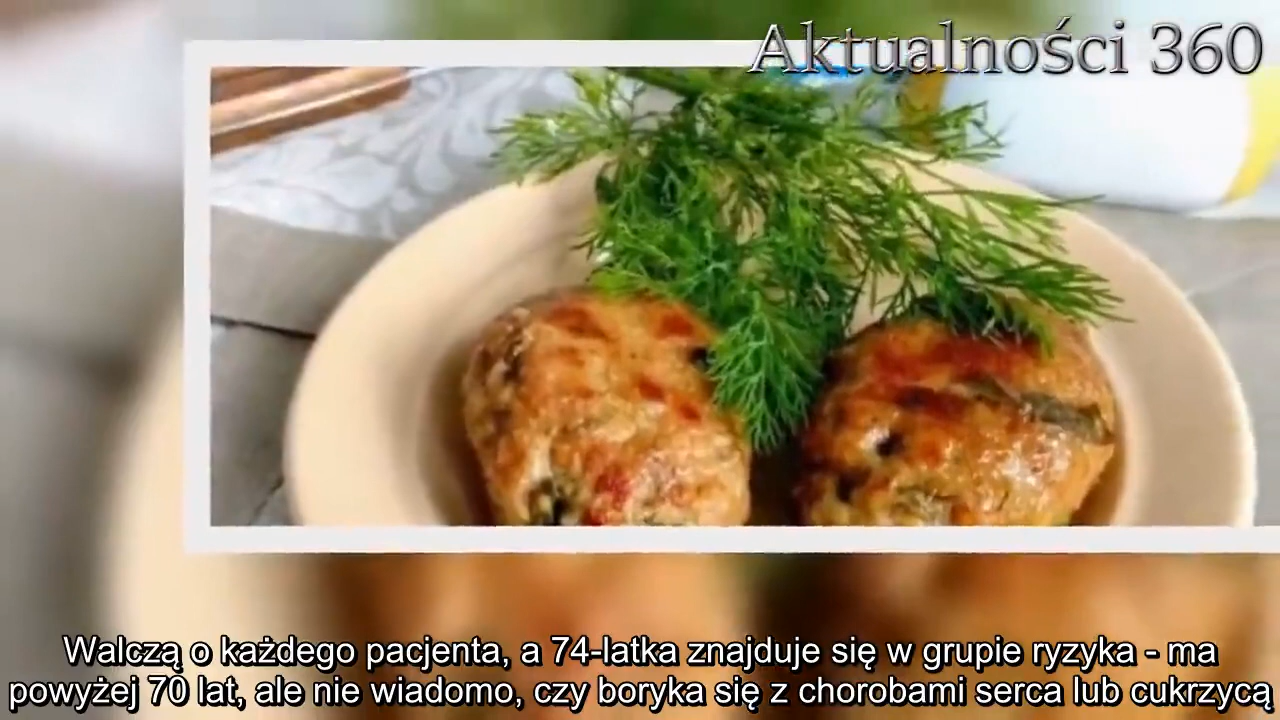 Aktualności 360
Walczą o każdego pacjenta, a 74-latka znajduje się w grupie ryzyka - ma
powyżej 70 lat, ale nie wiadomo, czy boryka się z chorobami serca lub cukrzycą